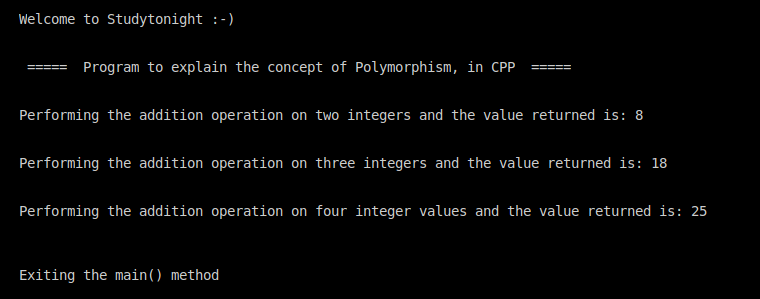 Welcome to Studytonight :-)
=====  Program to explain the concept of Polymorphism, in CPP  =====
Performing the addition operation on two integers and the value returned is: 8
Performing the addition operation on three integers and the value returned is: 18
Performing the addition operation on four integer values and the value returned is: 25
Exiting the main() method